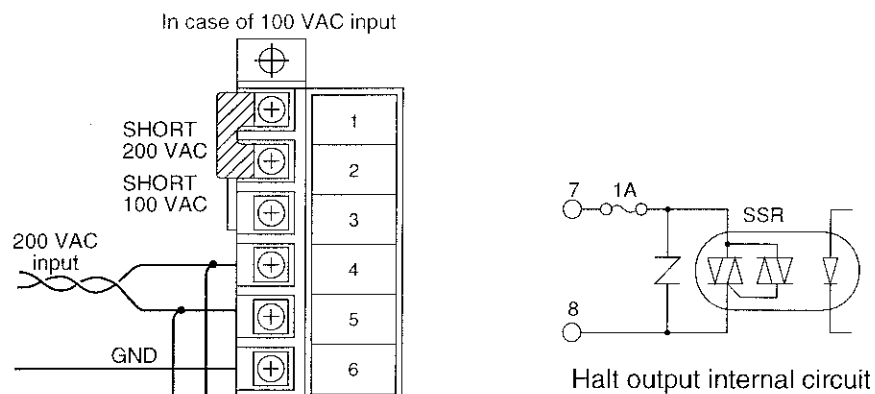 In case of 100 VAC input
SHORT
200 VAC
SHORT
100 VAC
200 VAC
input
GND
1
2
3
4
5
6
7
1A
SSR
8
Halt output internal circuit